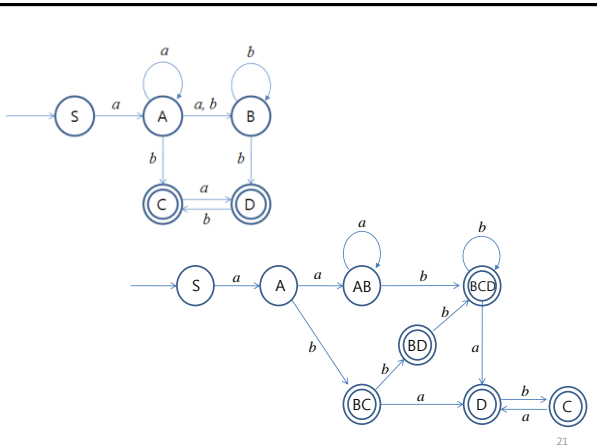 a b
S a A a, b B
b b
C a D
b
a b
S a A a AB b BCD
b
b BD a
b
BC a D b C
a
21